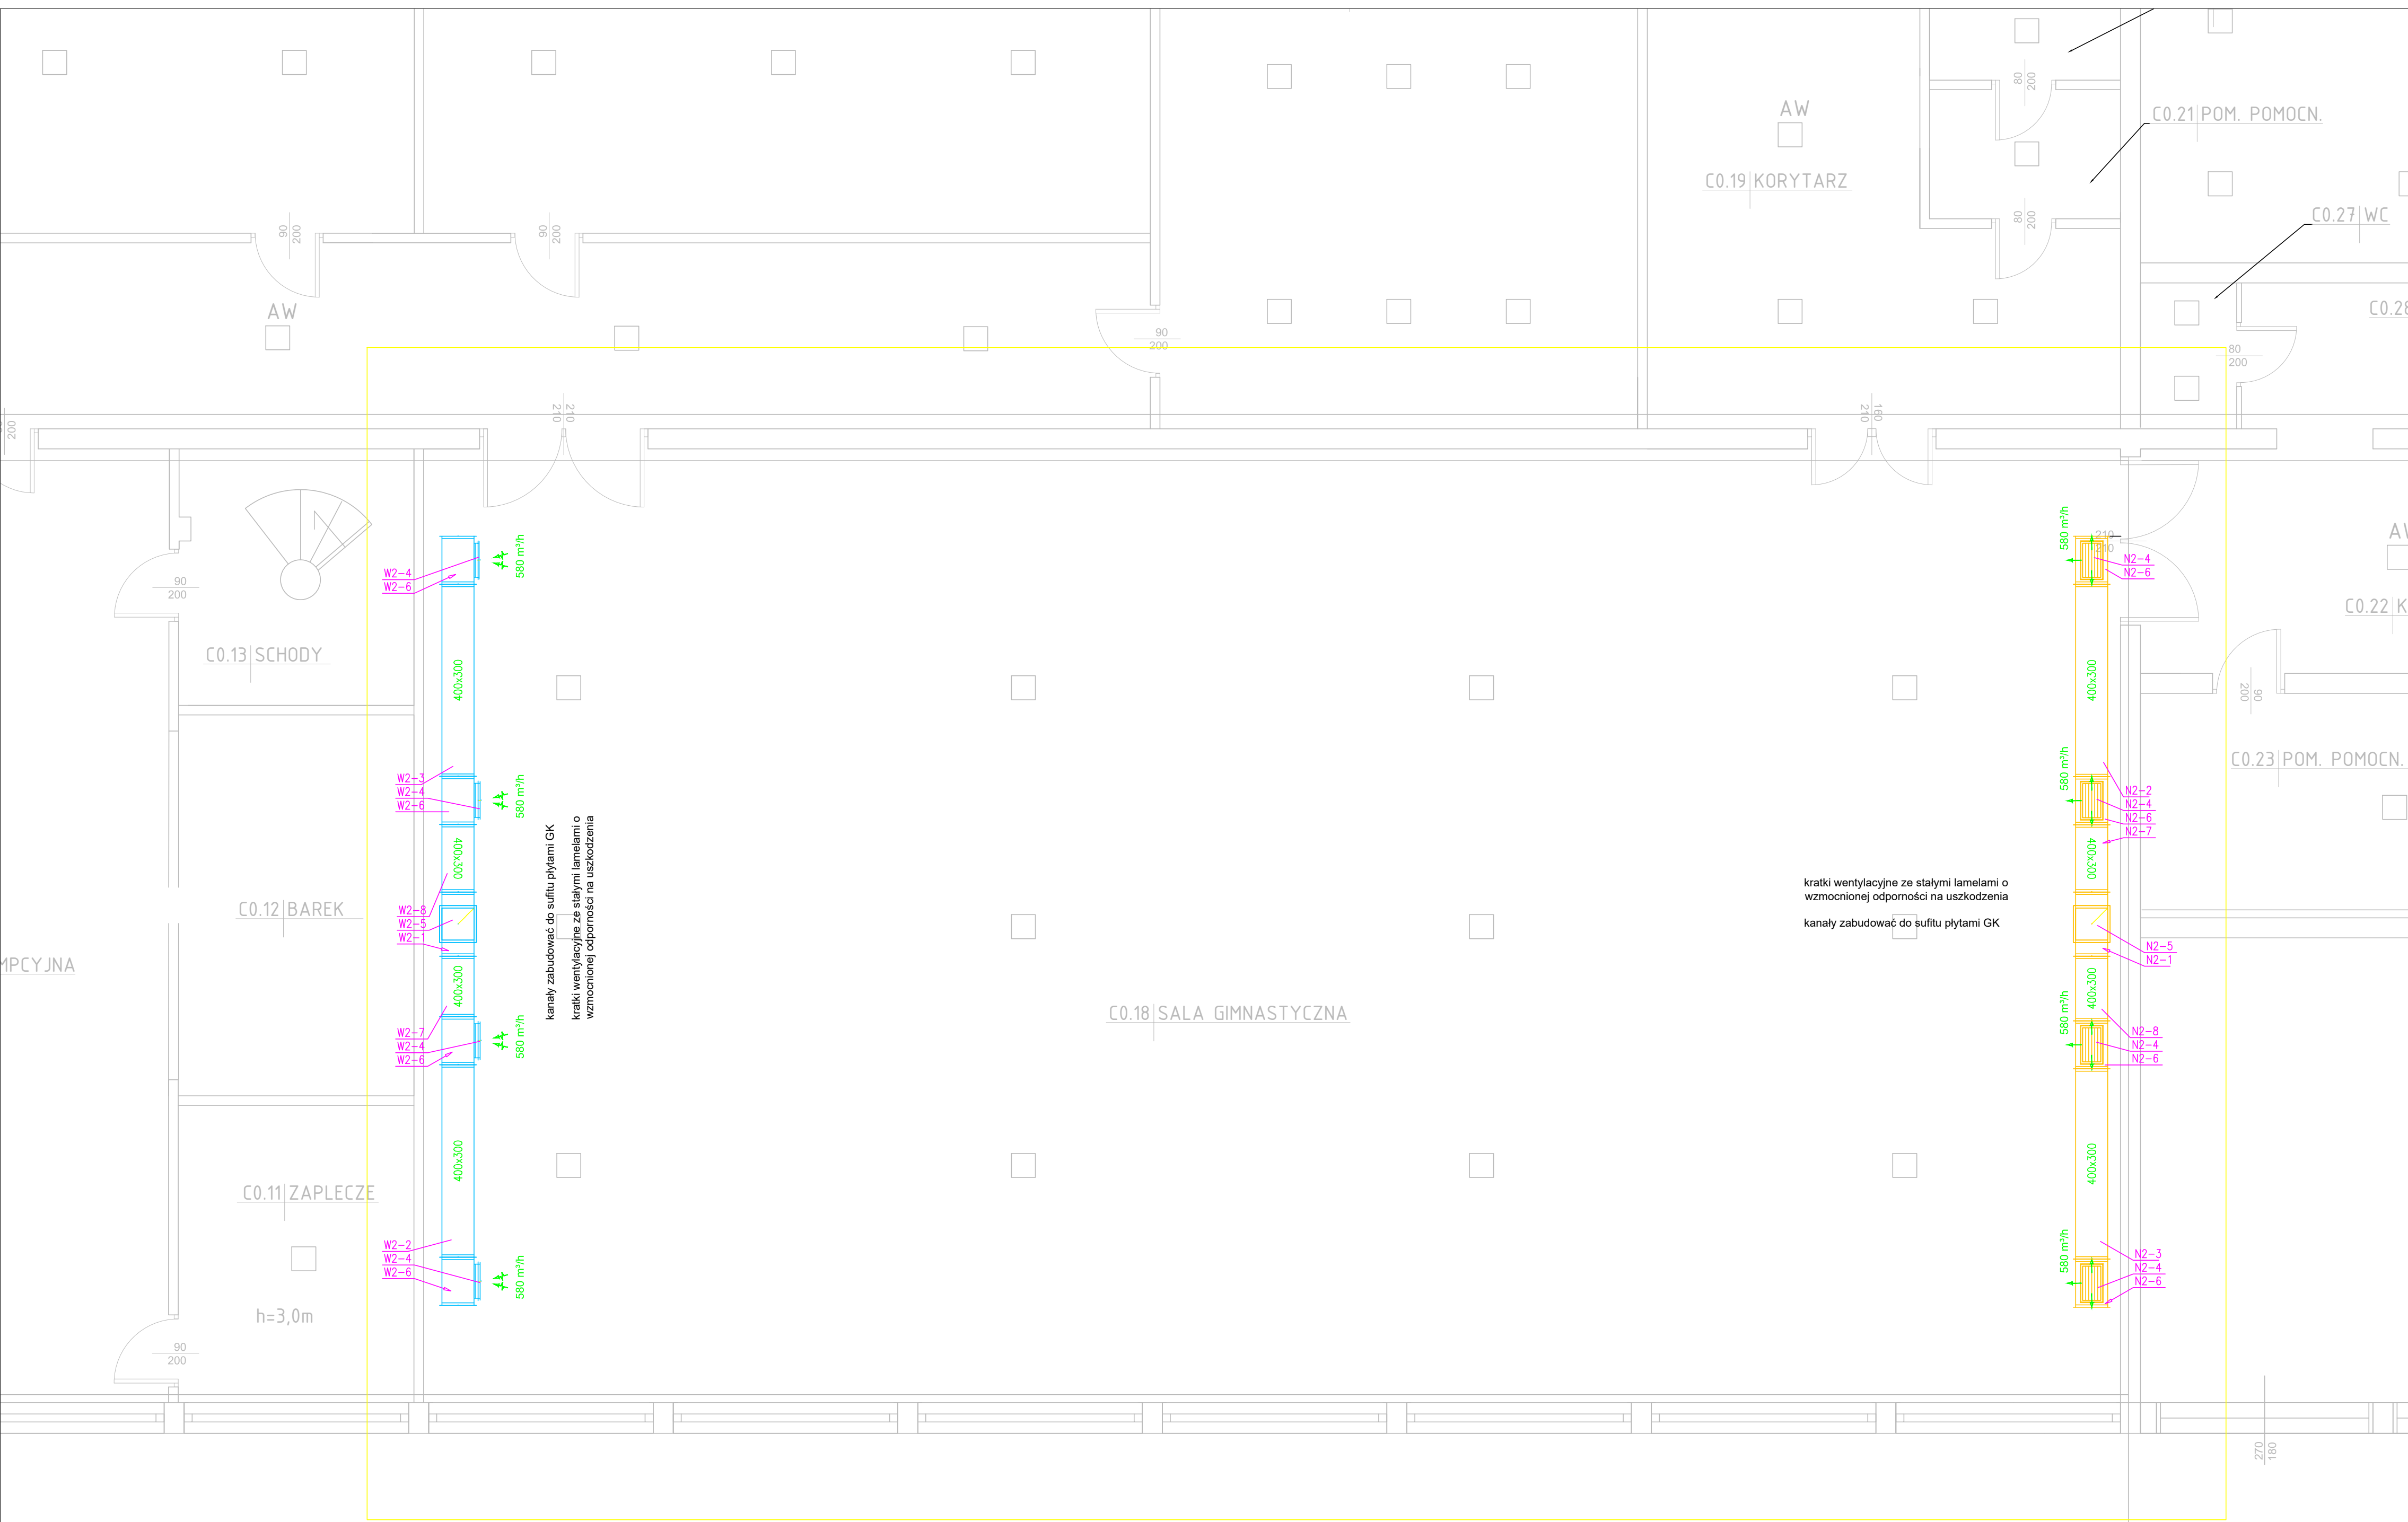 AW
C0.19 KORYTARZ
80
200
80
200
C0.21 POM. POMOCN.
C0.27 WC
C0.28
80
200
90
200
90
200
AW
90
200
200
210
210
210
160
580 m³/h
W2-4
W2-6
400x300
W2-3
W2-4
W2-6
580 m³/h
400x300
W2-8
W2-5
W2-1
400x300
W2-7
W2-4
W2-6
580 m³/h
400x300
W2-2
W2-4
W2-6
580 m³/h
90
200
C0.13 SCHODY
C0.12 BAREK
MPCYJNA
C0.11 ZAPLECZE
h=3,0m
90
200
kanały zabudować do sufitu płytami GK
kratki wentylacyjne ze stałymi lamelami o
wzmocnionej odporności na uszkodzenia
C0.18 SALA GIMNASTYCZNA
kratki wentylacyjne ze stałymi lamelami o
wzmocnionej odporności na uszkodzenia
kanały zabudować do sufitu płytami GK
580 m³/h
210
210
N2-4
N2-6
400x300
580 m³/h
N2-2
N2-4
N2-6
N2-7
400x300
N2-5
N2-1
400x300
580 m³/h
N2-8
N2-4
N2-6
400x300
580 m³/h
N2-3
N2-4
N2-6
C0.22 K
200
90
C0.23 POM. POMOCN.
270
180